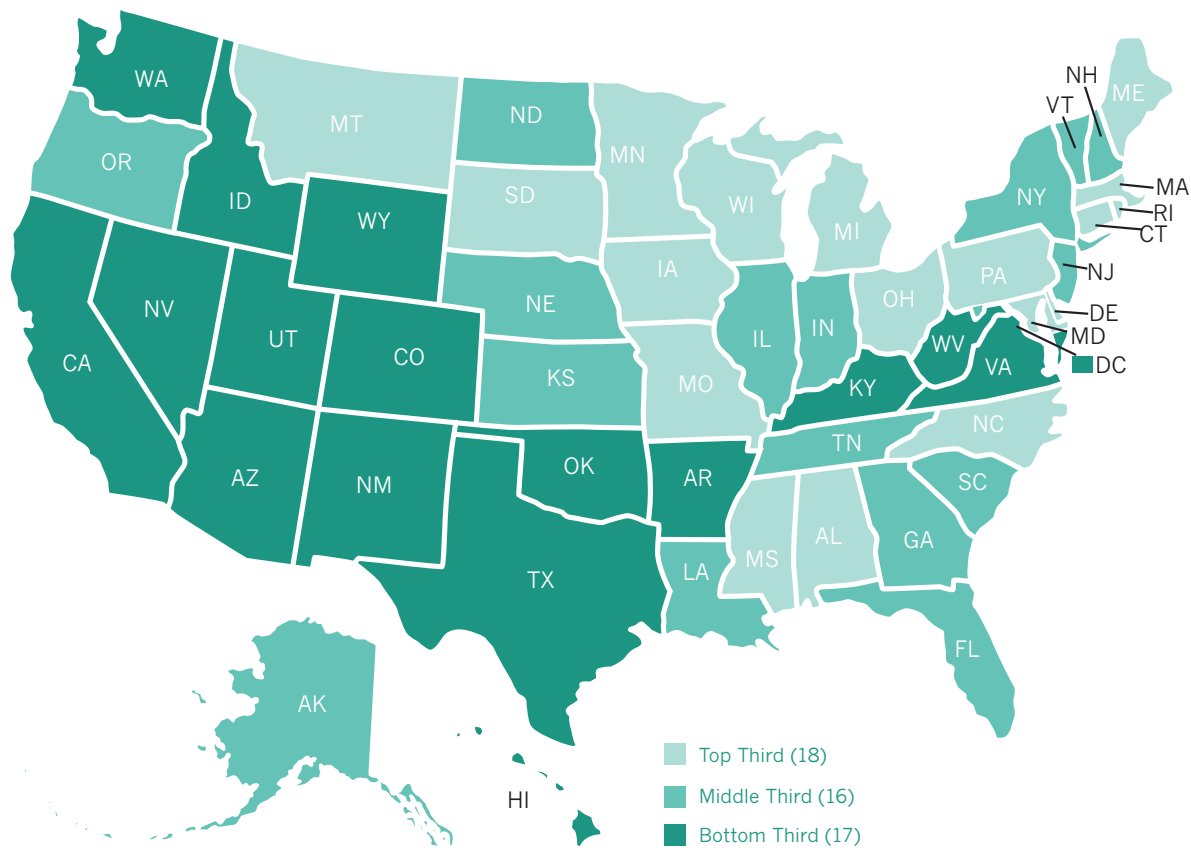 NH
WA
VT
ME
ND
MT
MN
OR
MA
SD
NY
ID
WI
RI
WY
MI
CT
IA
NJ
PA
OH
NE
NV
DE
IN
MD
UT
IL
WV
CO
DC
CA
VA
KS
KY
MO
NC
TN
OK
AZ
AR
SC
NM
AL
GA
MS
LA
TX
FL
AK
Top Third (18)
HI
Middle Third (16)
Bottom Third (17)